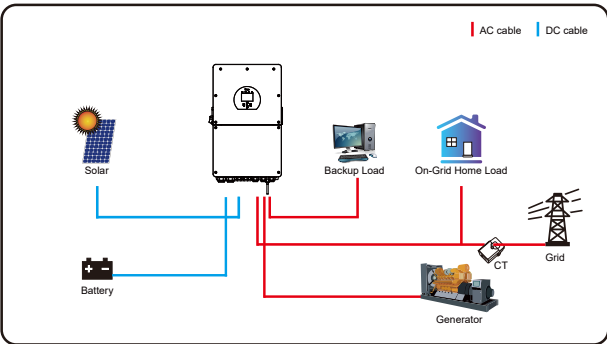 AC cable
DC cable
Solar
Backup Load
On-Grid Home Load
CT
Grid
Battery
Generator